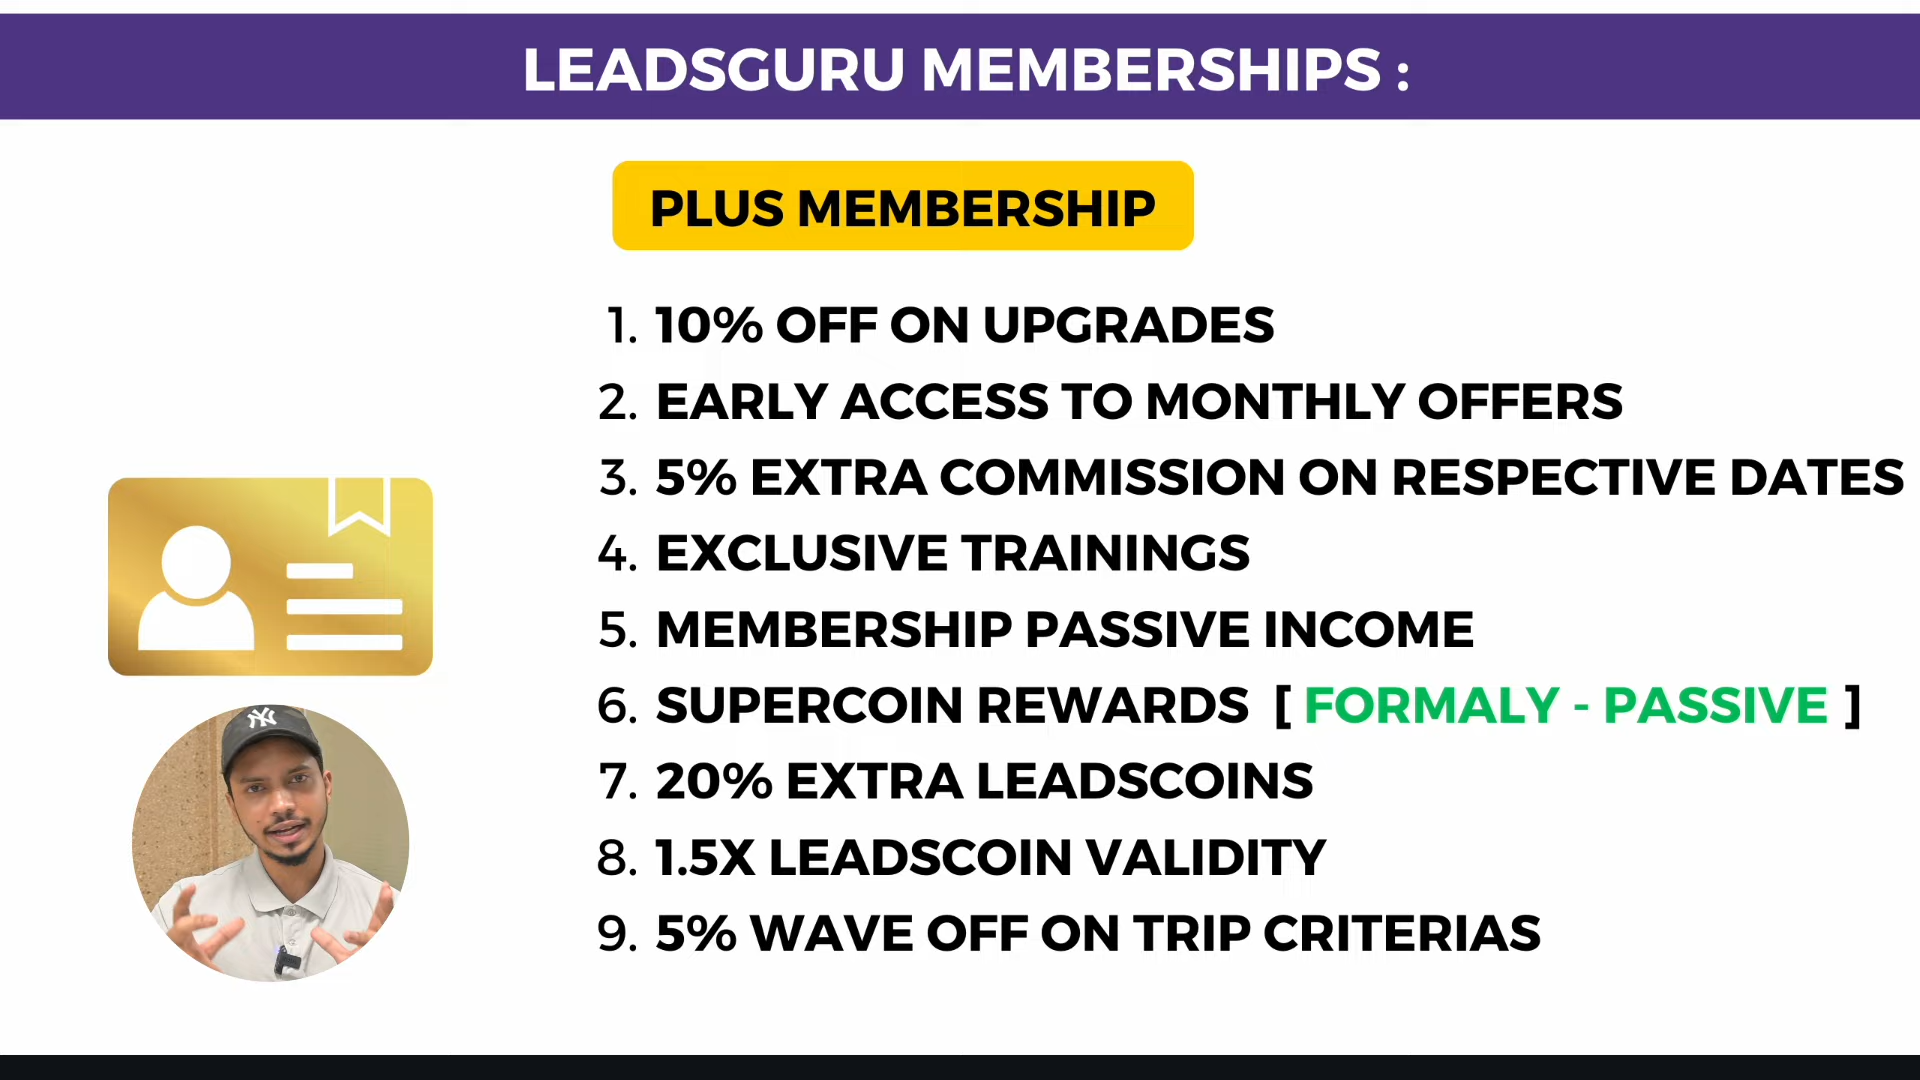 LEADSGURU MEMBERSHIPS :
PLUS MEMBERSHIP
1. 10% OFF ON UPGRADES
2. EARLY ACCESS TO MONTHLY OFFERS
3. 5% EXTRA COMMISSION ON RESPECTIVE DATES
4. EXCLUSIVE TRAININGS
5. MEMBERSHIP PASSIVE INCOME
6. SUPERCOIN REWARDS [ FORMALY - PASSIVE ]
7. 20% EXTRA LEADSCOINS
8. 1.5X LEADSCOIN VALIDITY
9. 5% WAVE OFF ON TRIP CRITERIAS
NY